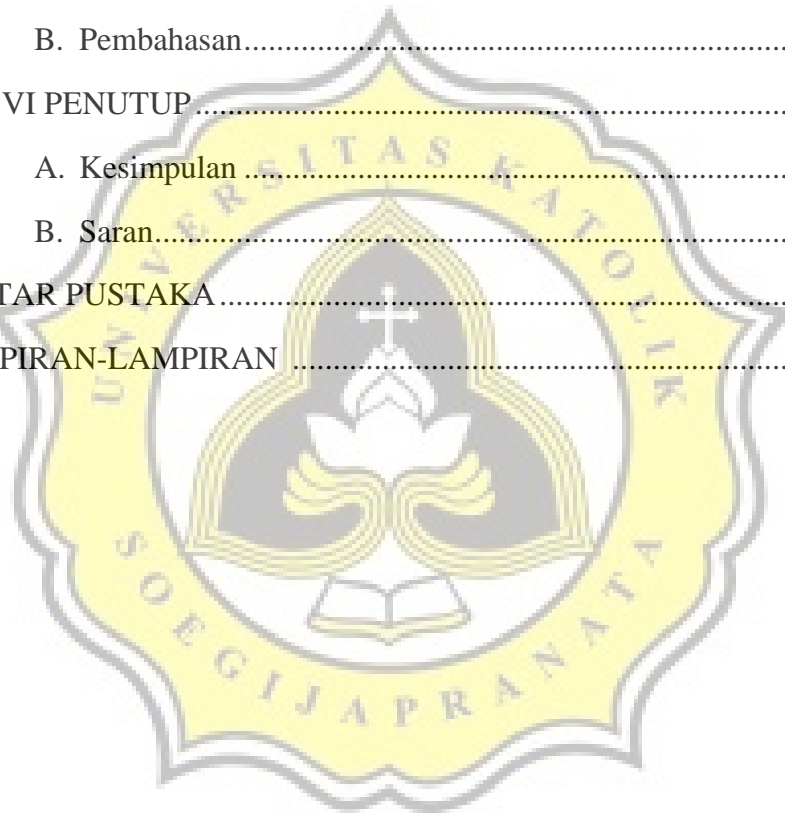 B. Pembahasan................................................................
VI PENUTUP................................................................
A. Kesimpulan ................................................................
B. Saran................................................................
TAR PUSTAKA................................................................
PIRAN-LAMPIRAN ................................................................
UNIVERSITAS KATOLIK
SOEGIJAPRANATA